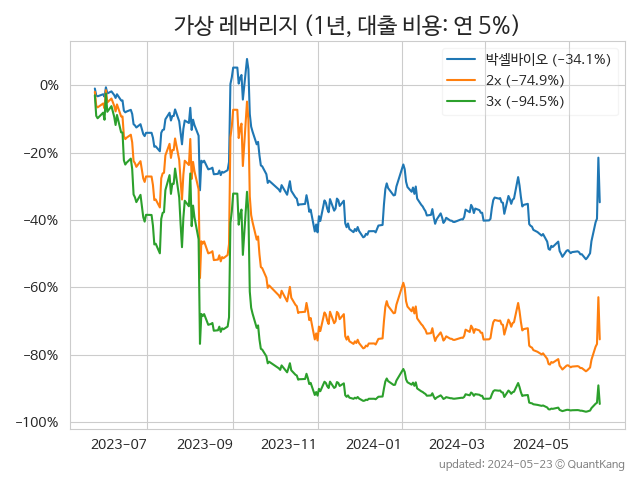 가상 레버리지 (1년, 대출 비용: 연 5%)
박셀바이오 (−34.1%)
2x (−74.9%)
3x (−94.5%)
0%
−20%
−40%
−60%
−80%
−100%
2023-07
2023-09
2023-11
2024-01
2024-03
2024-05
updated: 2024-05-23 © QuantKang